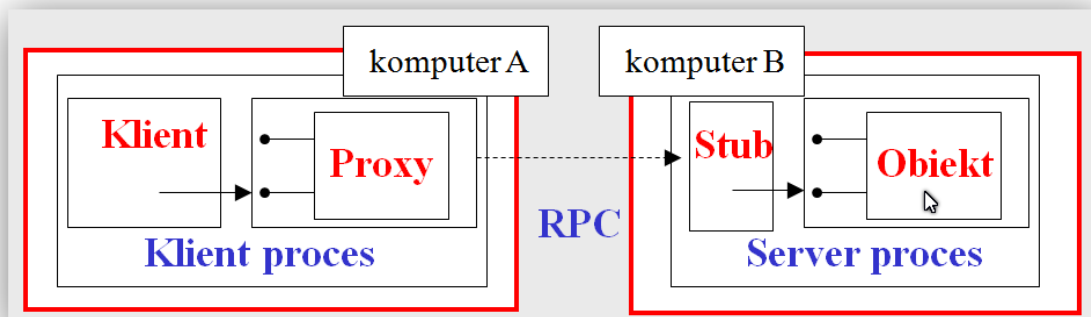 komputer A
komputer B
Klient
Proxy
Stub
Obiekt
RPC
Klient proces
Server proces